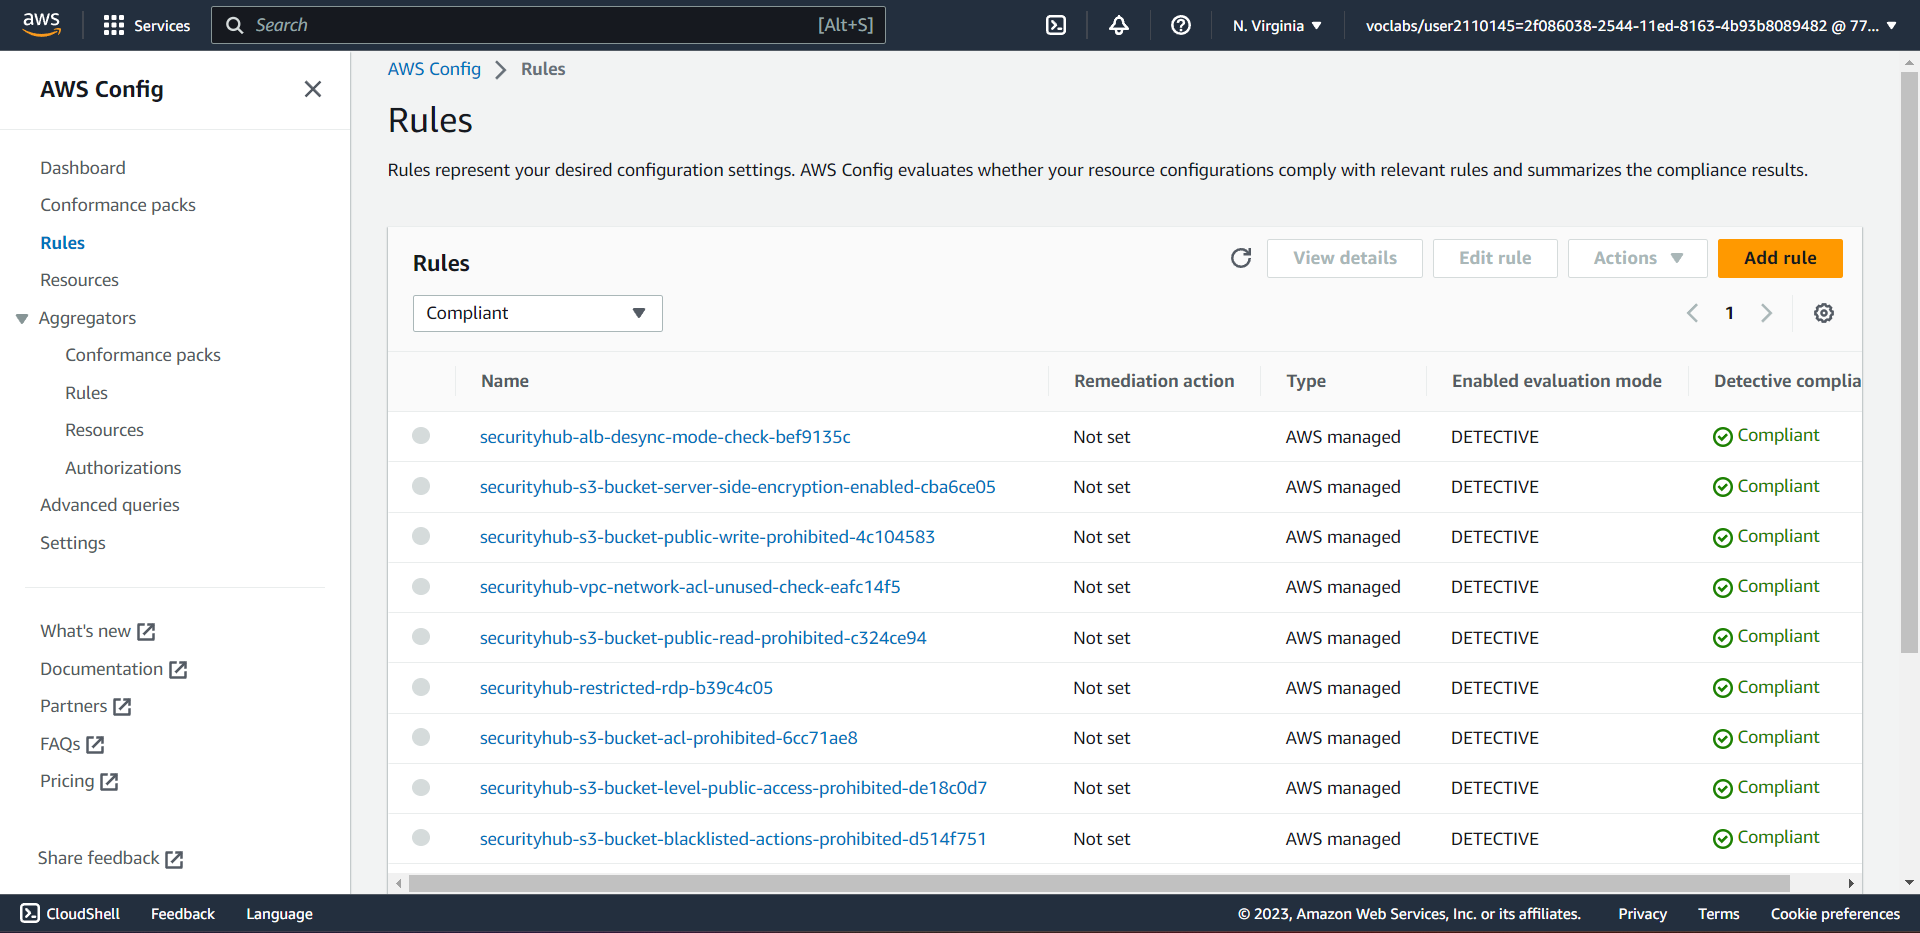 aws
Services
Search
[Alt+S]
N. Virginia
voclabs/user2110145=2f086038-2544-11ed-8163-4b93b8089482 @ 77...
AWS Config
Dashboard
Conformance packs
Rules
Resources
Aggregators
Conformance packs
Rules
Resources
Authorizations
Advanced queries
Settings
What's new
Documentation
Partners
FAQs
Pricing
Share feedback
AWS Config
Rules
Rules
Rules represent your desired configuration settings. AWS Config evaluates whether your resource configurations comply with relevant rules and summarizes the compliance results.
Rules
View details
Edit rule
Actions
Add rule
Compliant
1
Name Remediation action Type Enabled evaluation mode Detective complia
securityhub-alb-desync-mode-check-bef9135c Not set AWS managed DETECTIVE Compliant
securityhub-s3-bucket-server-side-encryption-enabled-cba6ce05 Not set AWS managed DETECTIVE Compliant
securityhub-s3-bucket-public-write-prohibited-4c104583 Not set AWS managed DETECTIVE Compliant
securityhub-vpc-network-acl-unused-check-eafc14f5 Not set AWS managed DETECTIVE Compliant
securityhub-s3-bucket-public-read-prohibited-c324ce94 Not set AWS managed DETECTIVE Compliant
securityhub-restricted-rdp-b39c4c05 Not set AWS managed DETECTIVE Compliant
securityhub-s3-bucket-acl-prohibited-6cc71ae8 Not set AWS managed DETECTIVE Compliant
securityhub-s3-bucket-level-public-access-prohibited-de18c0d7 Not set AWS managed DETECTIVE Compliant
securityhub-s3-bucket-blacklisted-actions-prohibited-d514f751 Not set AWS managed DETECTIVE Compliant
CloudShell Feedback Language © 2023, Amazon Web Services, Inc. or its affiliates. Privacy Terms Cookie preferences